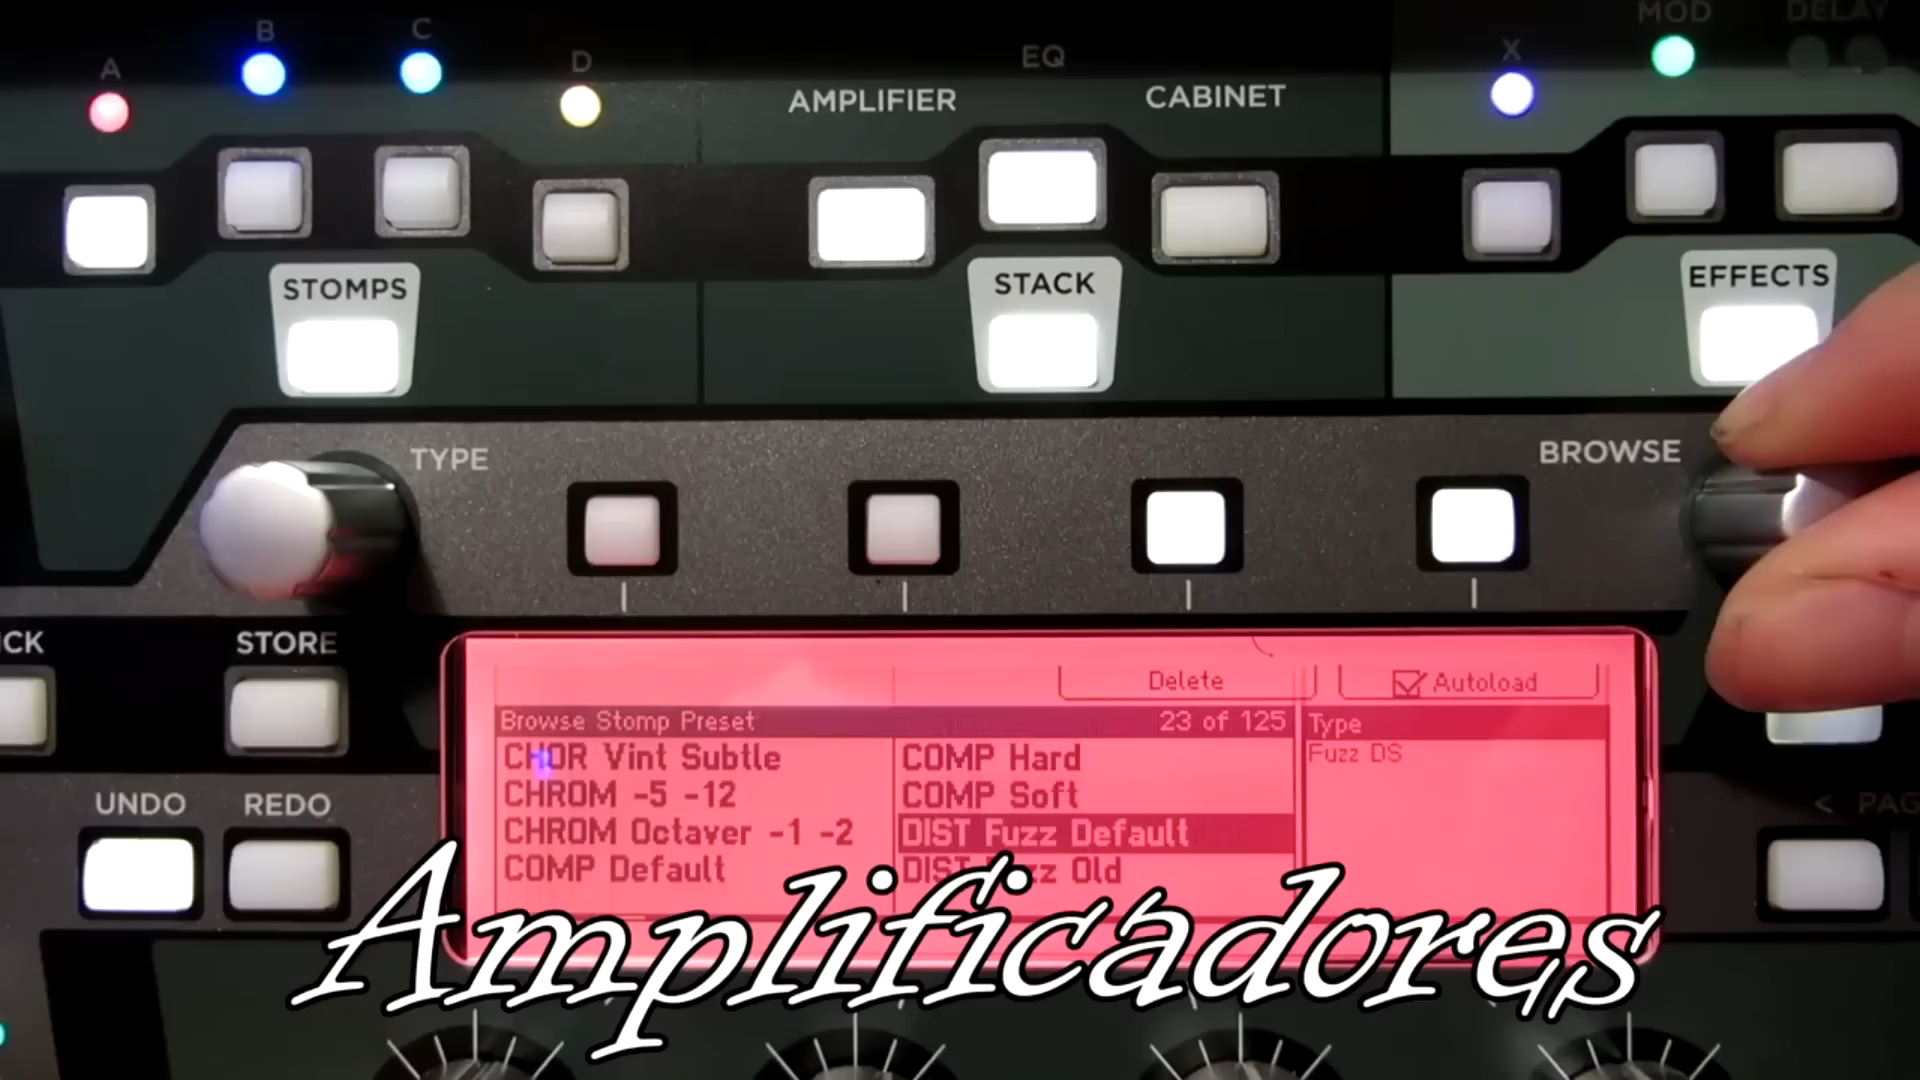 A
B
C
D
EQ
AMPLIFIER
CABINET
X
MOD
DELAY
STOMPS
STACK
EFFECTS
TYPE
BROWSE
STORE
UNDO
REDO
Delete
Autoload
Browse Stomp Preset
23 of 125
Type
CHOR Vint Subtle
COMP Hard
Fuzz DS
CHROM -5 -12
COMP Soft
CHROM Octaver -1 -2
DIST Fuzz Default
COMP Default
Old
Amplificadores